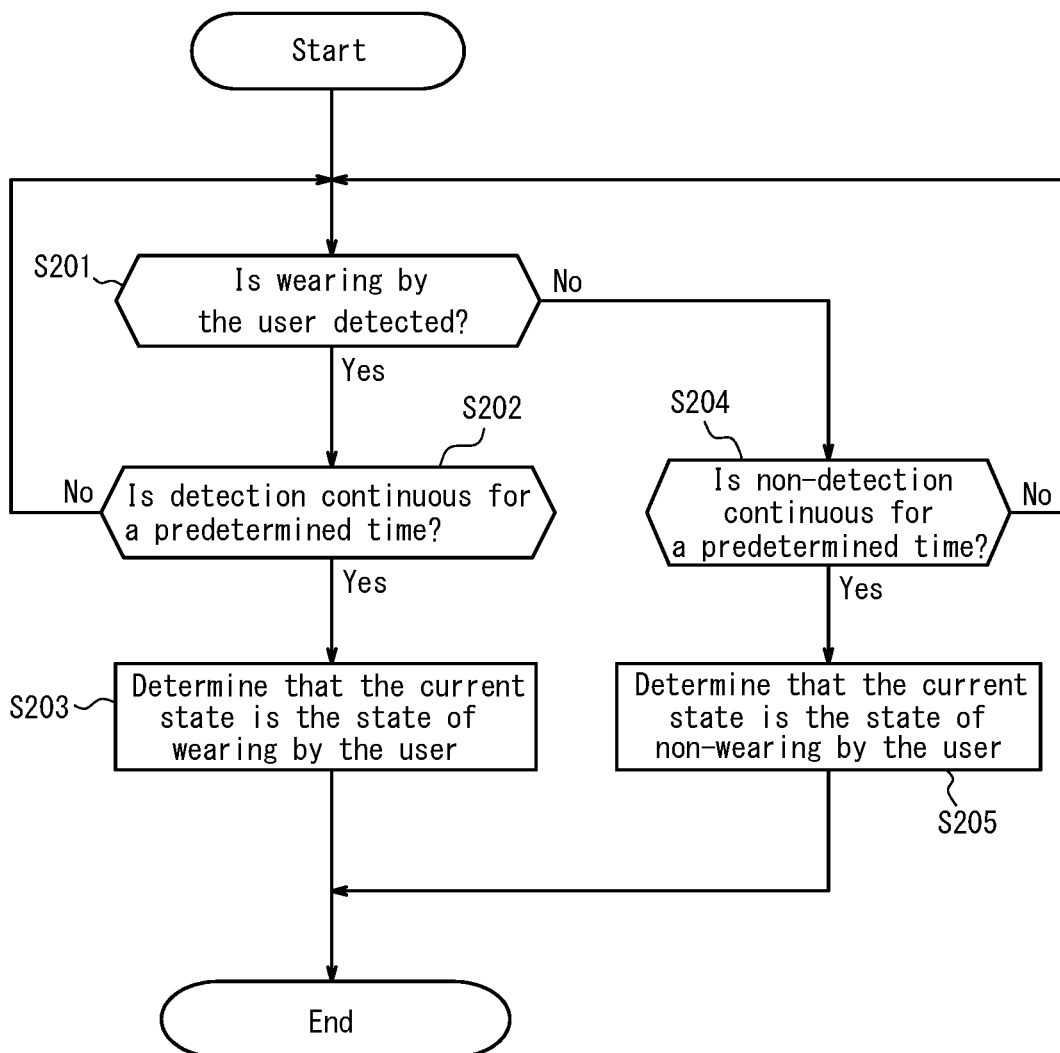 Start
S201
Is wearing by
the user detected?
No
Yes
S202
Is detection continuous for
a predetermined time?
No
Yes
S204
Is non-detection
continuous for
a predetermined time?
No
Yes
S203
Determine that the current
state is the state of
wearing by the user
Determine that the current
state is the state of
non-wearing by the user
S205
End